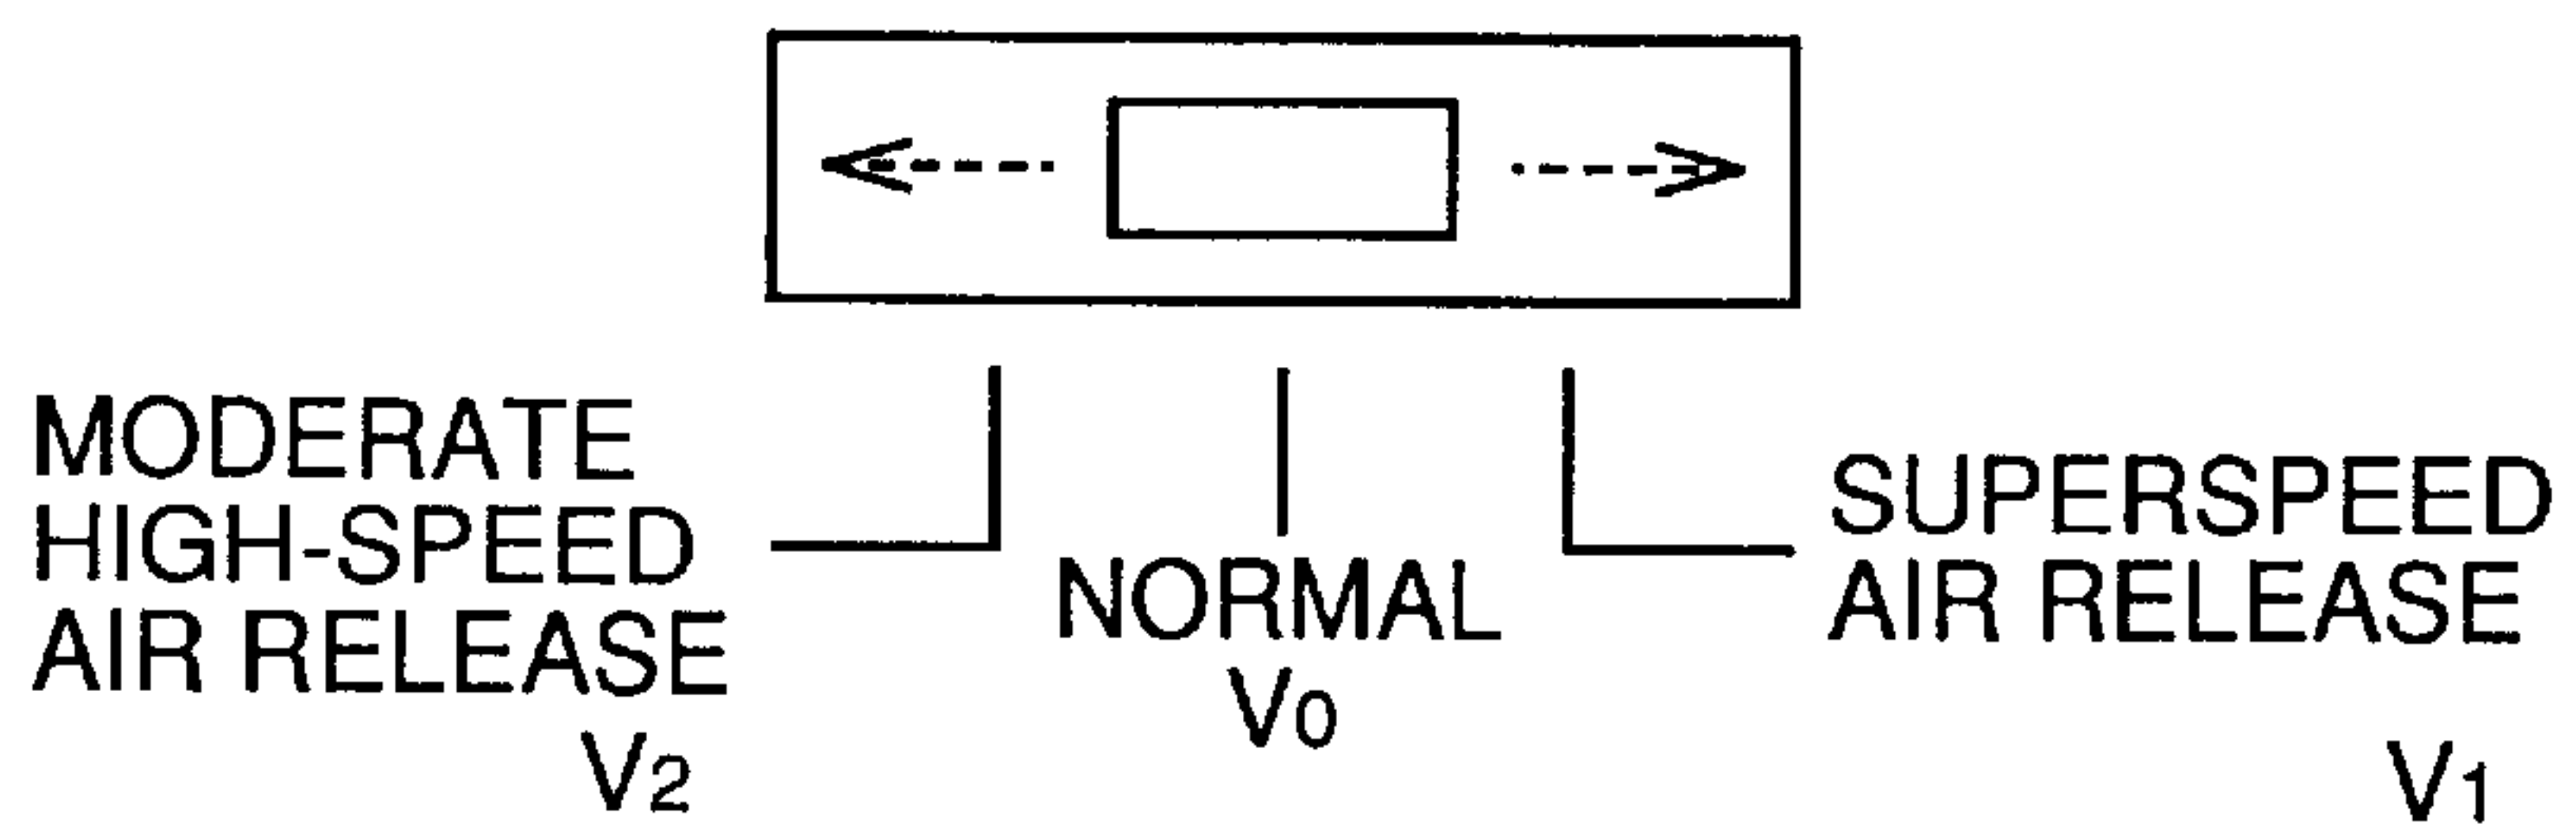 MODERATE
HIGH-SPEED
AIR RELEASE
V2
NORMAL
V0
SUPERSPEED
AIR RELEASE
V1